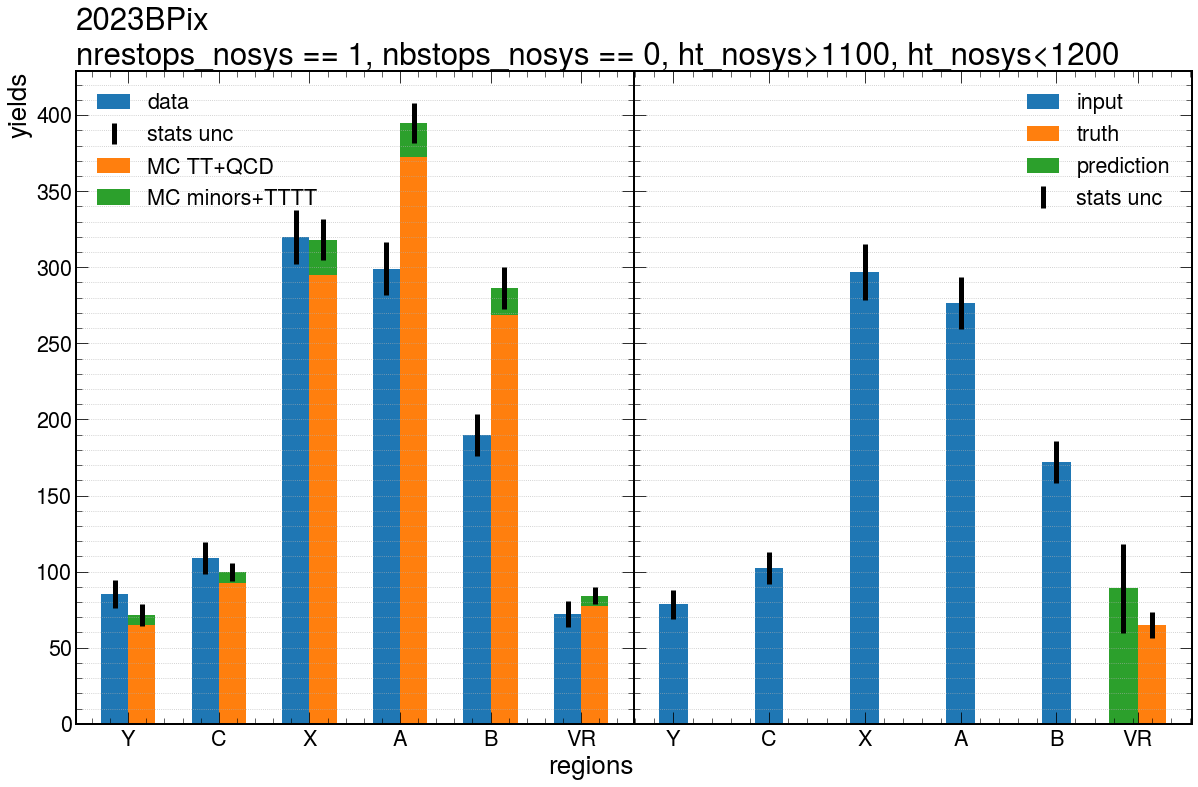 2023BPix
nrestops_nosys == 1, nbstops_nosys == 0, ht_nosys>1100, ht_nosys<1200
yields
400
350
300
250
200
150
100
50
0
data
stats unc
MC TT+QCD
MC minors+TTTT
input
truth
prediction
stats unc
Y C X A B VR
Y C X A B VR
regions